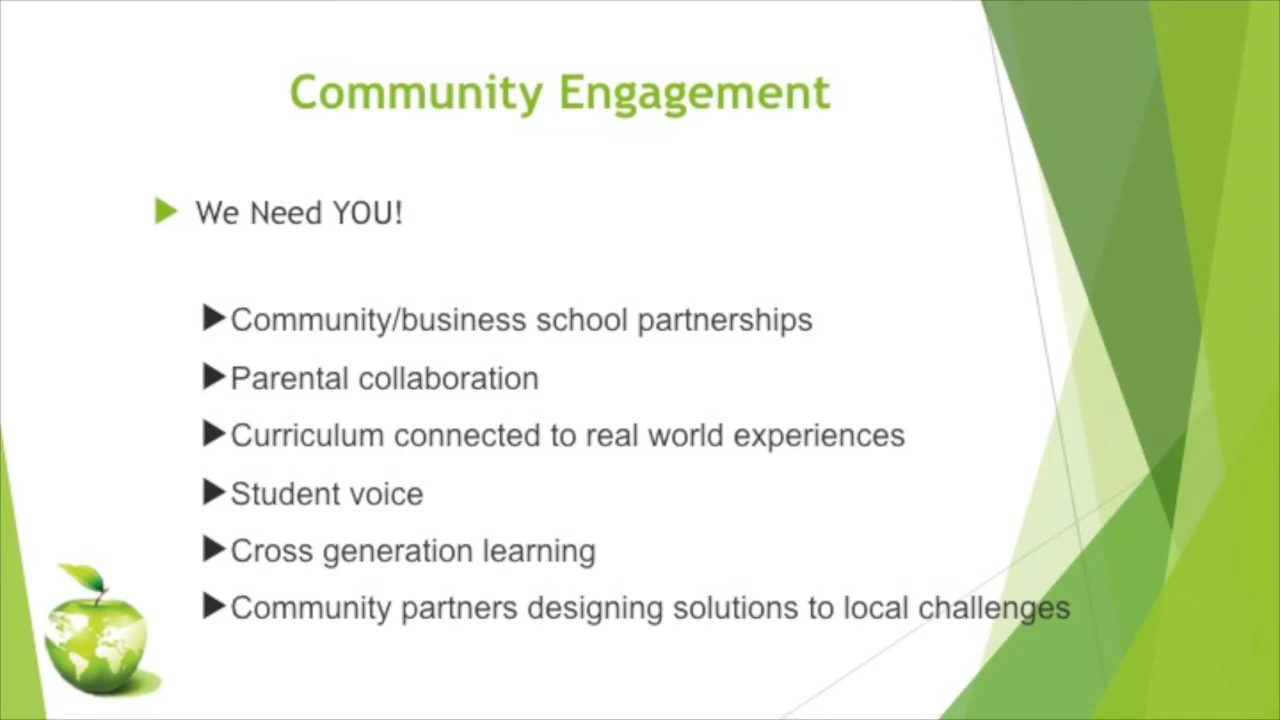 Community Engagement
We Need YOU!
Community/business school partnerships
Parental collaboration
Curriculum connected to real world experiences
Student voice
Cross generation learning
Community partners designing solutions to local challenges